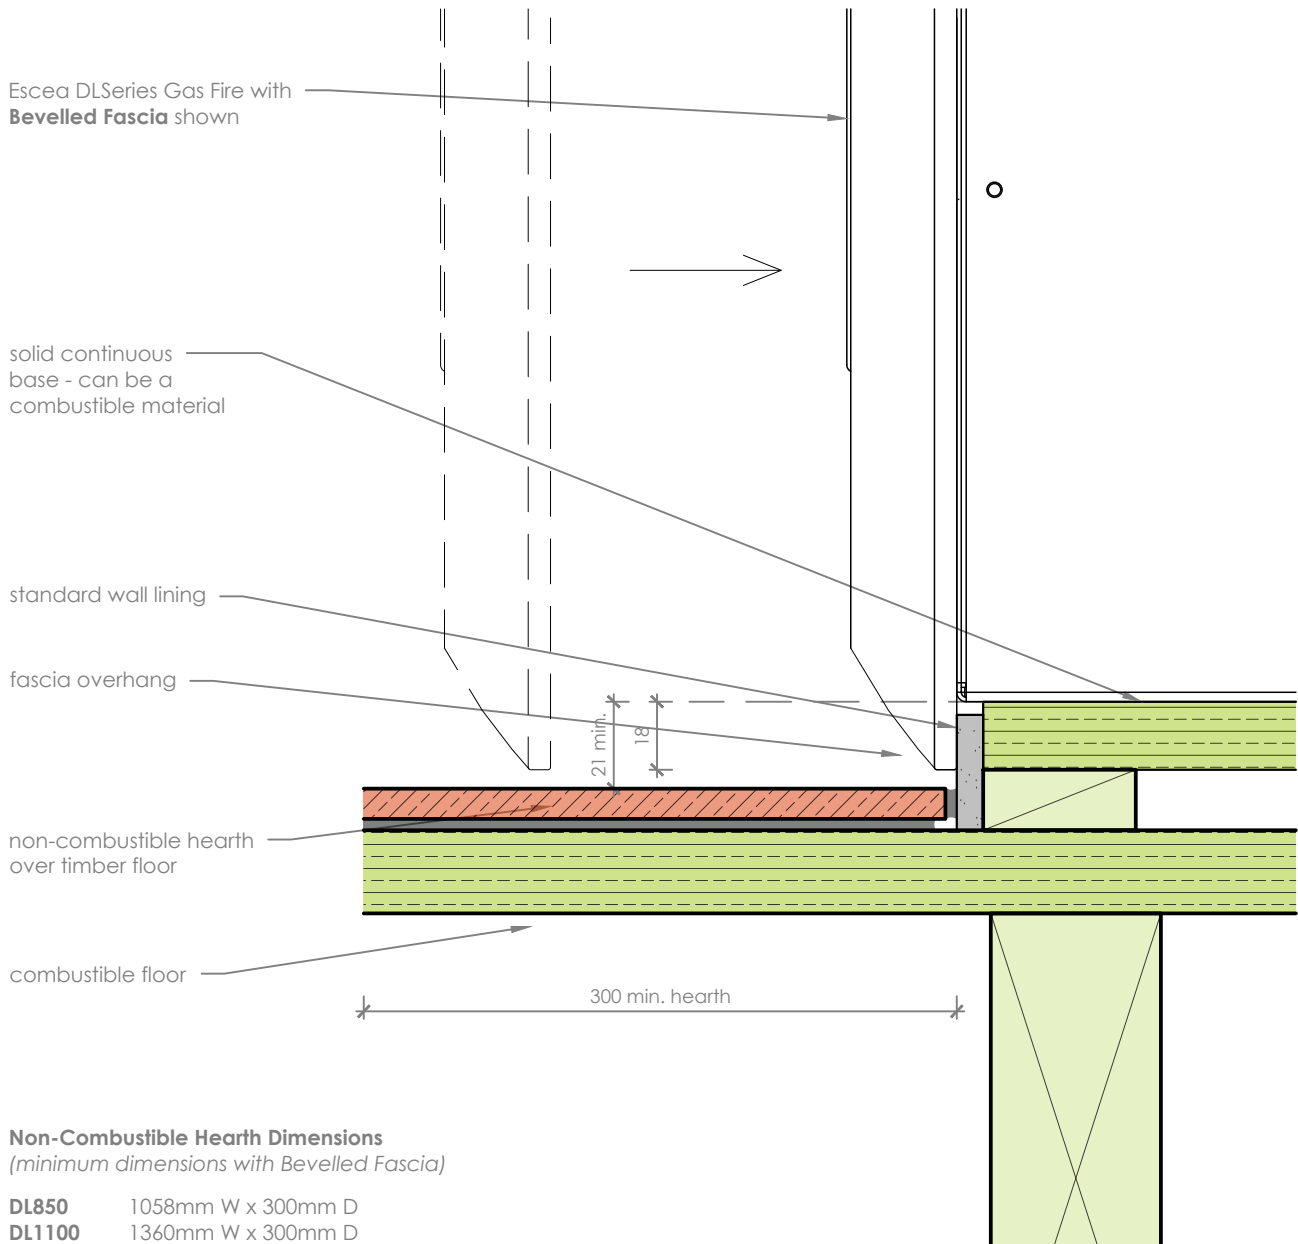 Escea DLSeries Gas Fire with
Bevelled Fascia shown
solid continuous
base - can be a
combustible material
standard wall lining
fascia overhang
21 min.
18
non-combustible hearth
over timber floor
combustible floor
300 min. hearth
Non-Combustible Hearth Dimensions
(minimum dimensions with Bevelled Fascia)
DL850 1058mm W x 300mm D
DL1100 1360mm W x 300mm D